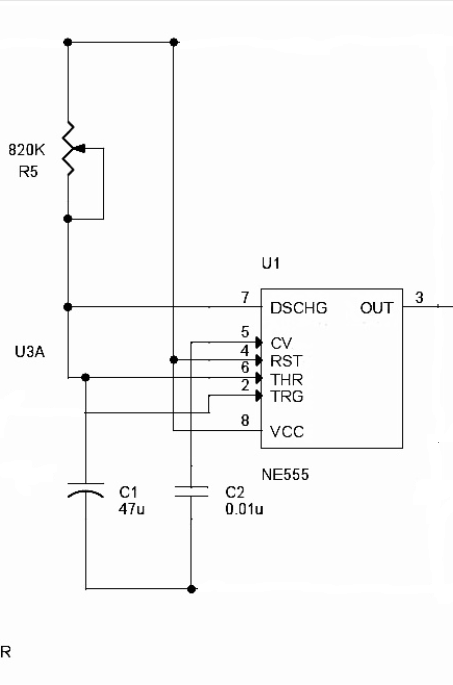 820K
R5
U1
7
DSCHG
OUT
3
5
CV
4
RST
U3A
6
THR
2
TRG
8
VCC
NE555
C1
47u
C2
0.01u
R